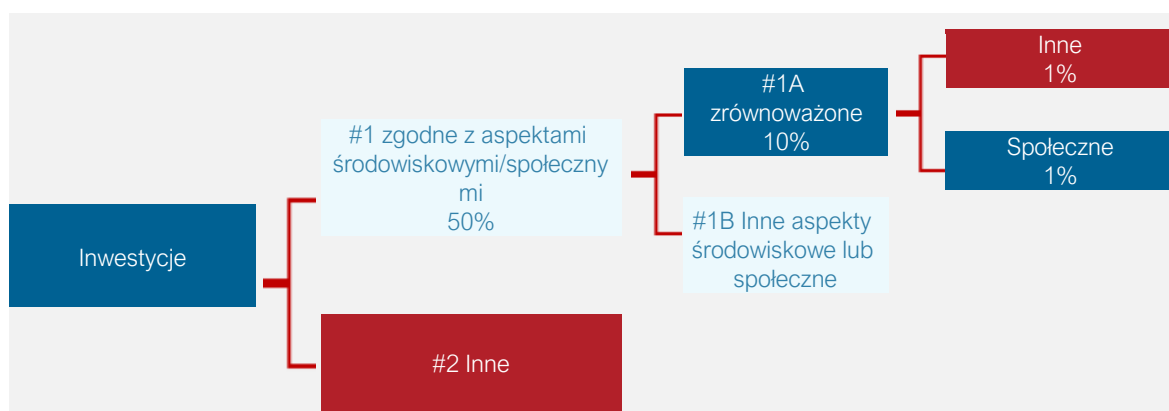 Inwestycje
#1 zgodne z aspektami
środowiskowymi/społeczny
mi
50%
#2 Inne
#1A
zrównoważone
10%
#1B Inne aspekty
środowiskowe lub
społeczne
Inne
1%
Społeczne
1%